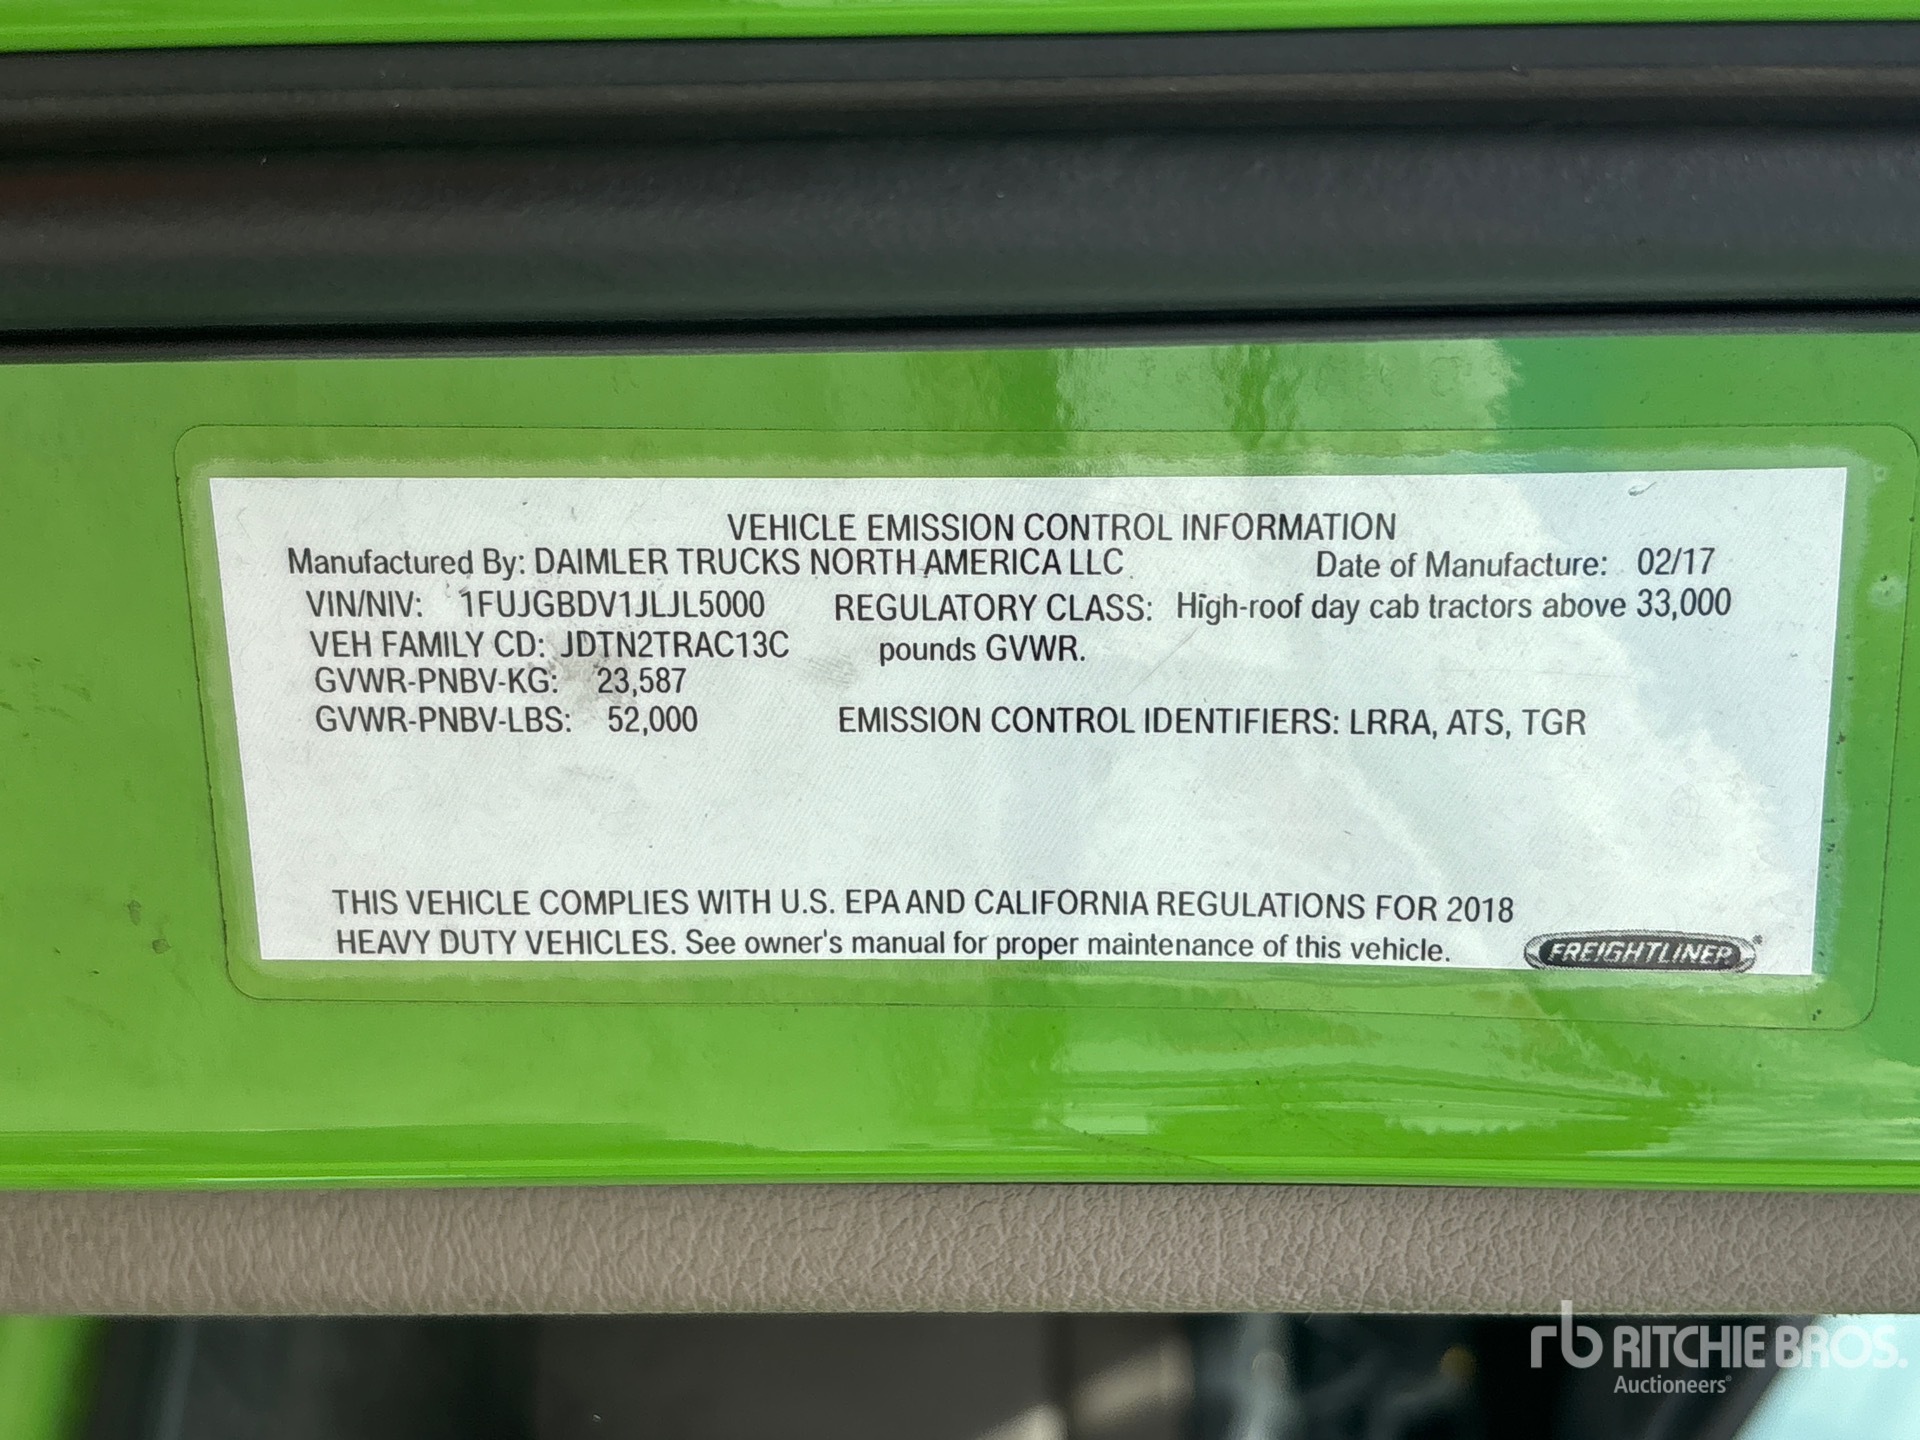 VEHICLE EMISSION CONTROL INFORMATION
Manufactured By: DAIMLER TRUCKS NORTH AMERICA LLC Date of Manufacture: 02/17
VIN/NIV: 1FUJGBDV1JLJL5000 REGULATORY CLASS: High-roof day cab tractors above 33,000
VEH FAMILY CD: JDTN2TRAC13C pounds GVWR.
GVWR-PNBV-KG: 23,587
GVWR-PNBV-LBS: 52,000 EMISSION CONTROL IDENTIFIERS: LRRA, ATS, TGR
THIS VEHICLE COMPLIES WITH U.S. EPA AND CALIFORNIA REGULATIONS FOR 2018
HEAVY DUTY VEHICLES. See owner's manual for proper maintenance of this vehicle.
FREIGHTLINER
rb RITCHIE BROS.
Auctioneers